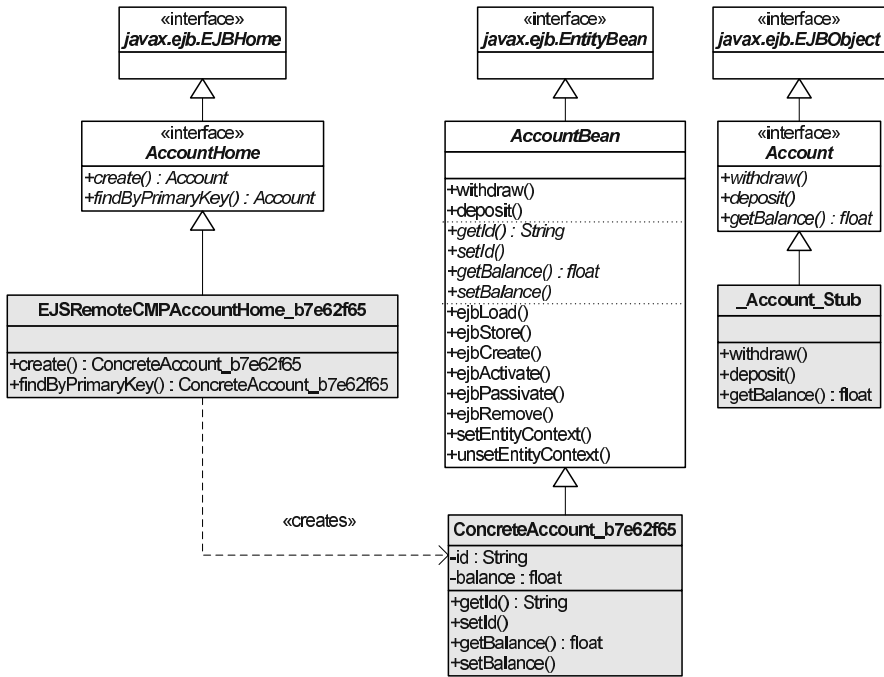 «interface»
javax.ejb.EJBHome
«interface»
AccountHome
+create() : Account
+findByPrimaryKey() : Account
EJSRemoteCMPAccountHome_b7e62f65
+create() : ConcreteAccount_b7e62f65
+findByPrimaryKey() : ConcreteAccount_b7e62f65
«creates»
«interface»
javax.ejb.EntityBean
AccountBean
+withdraw()
+deposit()
+getId() : String
+setId()
+getBalance() : float
+setBalance()
+ejbLoad()
+ejbStore()
+ejbCreate()
+ejbActivate()
+ejbPassivate()
+ejbRemove()
+setEntityContext()
+unsetEntityContext()
ConcreteAccount_b7e62f65
-id : String
-balance : float
+getId() : String
+setId()
+getBalance() : float
+setBalance()
«interface»
javax.ejb.EJBObject
«interface»
Account
+withdraw()
+deposit()
+getBalance() : float
_Account_Stub
+withdraw()
+deposit()
+getBalance() : float